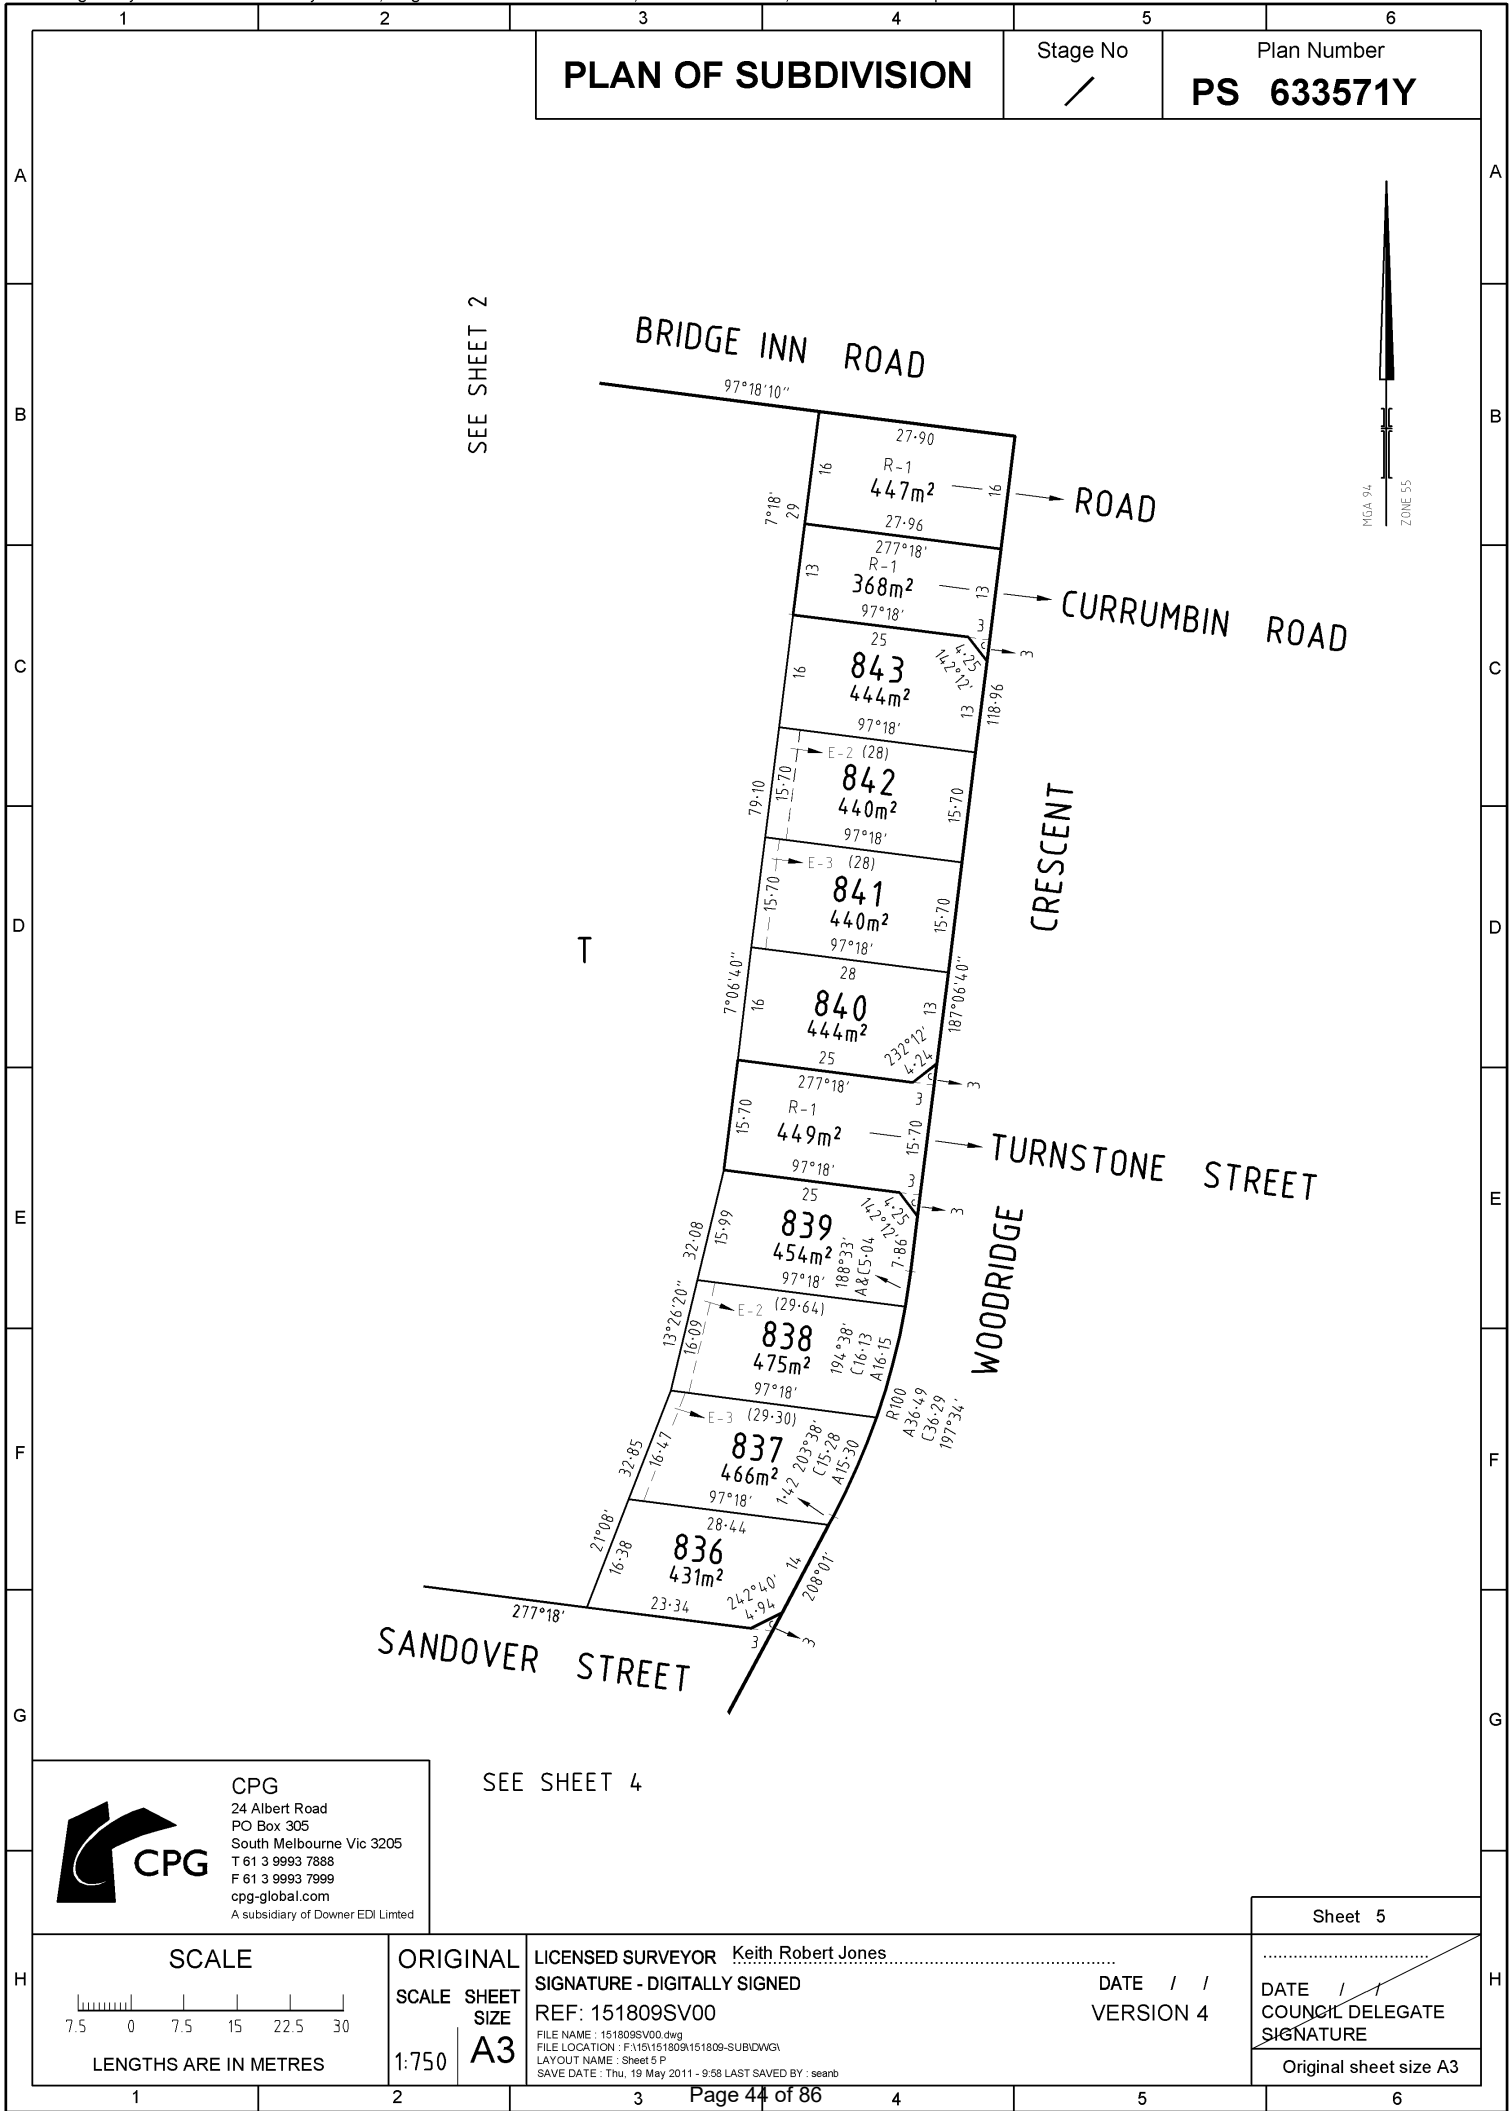 1 2 3 4 5 6
PLAN OF SUBDIVISION
Stage No
/
Plan Number
PS 633571Y
A
A
B
B
C
C
D
D
E
E
F
F
G
G
H
H
MGA 94
ZONE 55
SEE SHEET 2
BRIDGE INN ROAD
97°18'10"
27·90
16
R-1
447m²
16
ROAD
7°18'
29
27·96
277°18'
13
R-1
368m²
13
CURRUMBIN ROAD
97°18'
3
25
C
3
4·25
142°12'
843
444m²
16
13
118·96
97°18'
E-2 (28)
842
440m²
79·10
15·70
15·70
97°18'
E-3 (28)
841
440m²
15·70
15·70
CRESCENT
T
97°18'
28
840
444m²
7°06'40"
16
13
187°06'40"
232°12'
4·24
25
C
3
277°18'
3
R-1
449m²
15·70
15·70
TURNSTONE STREET
97°18'
3
25
C
3
4·25
142°12'
839
454m²
32·08
15·99
188°33'
A&C5·04
7·86
WOODRIDGE
97°18'
E-2 (29·64)
838
475m²
13°26'20"
16·09
194°38'
C16·13
A16·15
97°18'
R100
A36·49
C36·29
197°34'
E-3 (29·30)
837
466m²
32·85
16·47
1·42
203°38'
C15·28
A15·30
97°18'
28·44
836
431m²
21°08'
16·38
14
208°01'
242°40'
4·94
23·34
C
3
3
277°18'
SANDOVER STREET
SEE SHEET 4
CPG
CPG
24 Albert Road
PO Box 305
South Melbourne Vic 3205
T 61 3 9993 7888
F 61 3 9993 7999
cpg-global.com
A subsidiary of Downer EDI Limted
SCALE
7.5 0 7.5 15 22.5 30
LENGTHS ARE IN METRES
ORIGINAL
SCALE SHEET
SIZE
1:750 A3
LICENSED SURVEYOR Keith Robert Jones
SIGNATURE - DIGITALLY SIGNED
DATE / /
REF: 151809SV00
VERSION 4
FILE NAME : 151809SV00.dwg
FILE LOCATION : F:\15\151809\151809-SUB\DWG\
LAYOUT NAME : Sheet 5 P
SAVE DATE : Thu, 19 May 2011 - 9:58 LAST SAVED BY : seanb
Sheet 5
DATE / /
COUNCIL DELEGATE
SIGNATURE
Original sheet size A3
1 2 3 4 5 6
Page 44 of 86